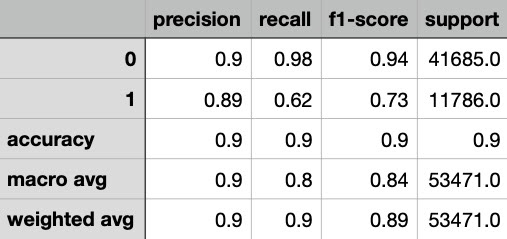 precision recall f1-score support
0 0.9 0.98 0.94 41685.0
1 0.89 0.62 0.73 11786.0
accuracy 0.9 0.9 0.9 0.9
macro avg 0.9 0.8 0.84 53471.0
weighted avg 0.9 0.9 0.89 53471.0